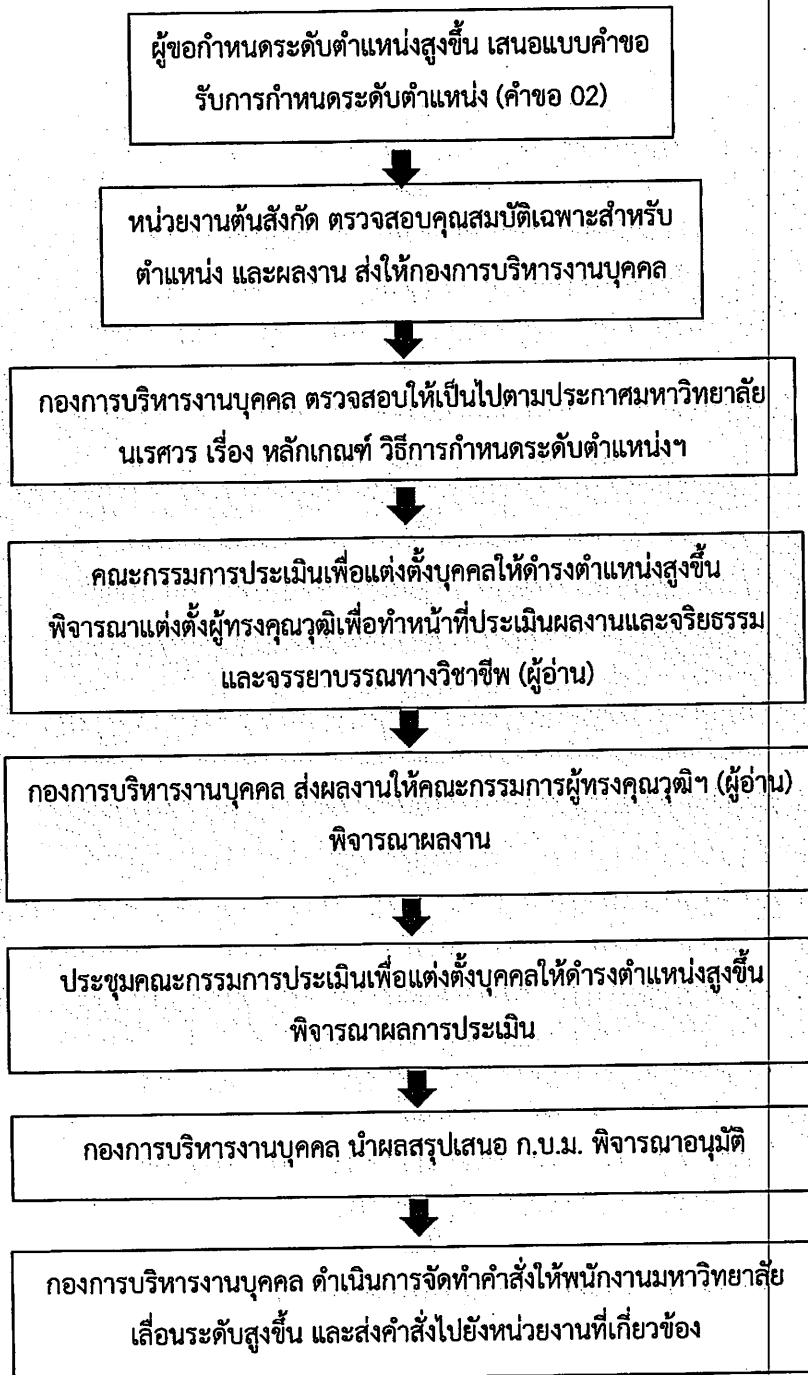 ผู้ขอกำหนดระดับตำแหน่งสูงขึ้น เสนอแบบคำขอ
รับการกำหนดระดับตำแหน่ง (คำขอ 02)
หน่วยงานต้นสังกัด ตรวจสอบคุณสมบัติเฉพาะสำหรับ
ตำแหน่ง และผลงาน ส่งให้กองการบริหารงานบุคคล
กองการบริหารงานบุคคล ตรวจสอบให้เป็นไปตามประกาศมหาวิทยาลัย
นเรศวร เรื่อง หลักเกณฑ์ วิธีการกำหนดระดับตำแหน่งฯ
คณะกรรมการประเมินเพื่อแต่งตั้งบุคคลให้ดำรงตำแหน่งสูงขึ้น
พิจารณาแต่งตั้งผู้ทรงคุณวุฒิเพื่อทำหน้าที่ประเมินผลงานและจริยธรรม
และจรรยาบรรณทางวิชาชีพ (ผู้อ่าน)
กองการบริหารงานบุคคล ส่งผลงานให้คณะกรรมการผู้ทรงคุณวุฒิฯ (ผู้อ่าน)
พิจารณาผลงาน
ประชุมคณะกรรมการประเมินเพื่อแต่งตั้งบุคคลให้ดำรงตำแหน่งสูงขึ้น
พิจารณาผลการประเมิน
กองการบริหารงานบุคคล นำผลสรุปเสนอ ก.บ.ม. พิจารณาอนุมัติ
กองการบริหารงานบุคคล ดำเนินการจัดทำคำสั่งให้พนักงานมหาวิทยาลัย
เลื่อนระดับสูงขึ้น และส่งคำสั่งไปยังหน่วยงานที่เกี่ยวข้อง